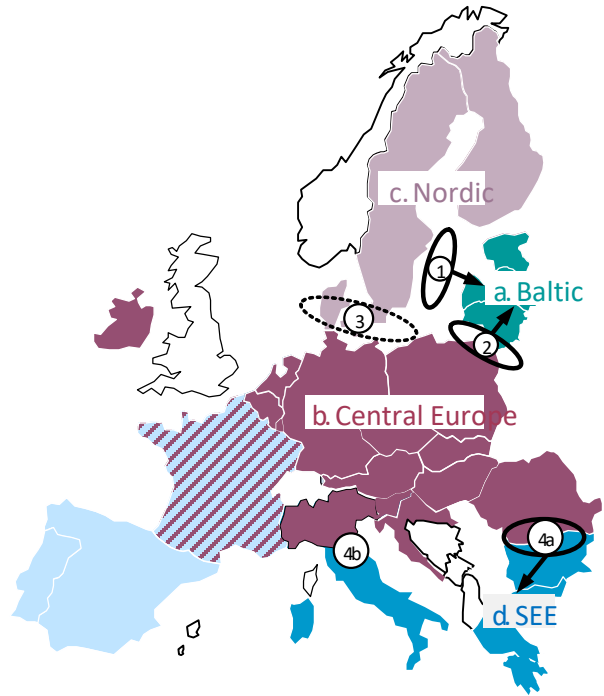 c. Nordic
1
a. Baltic
3
2
b. Central Europe
4a
4b
d. SEE